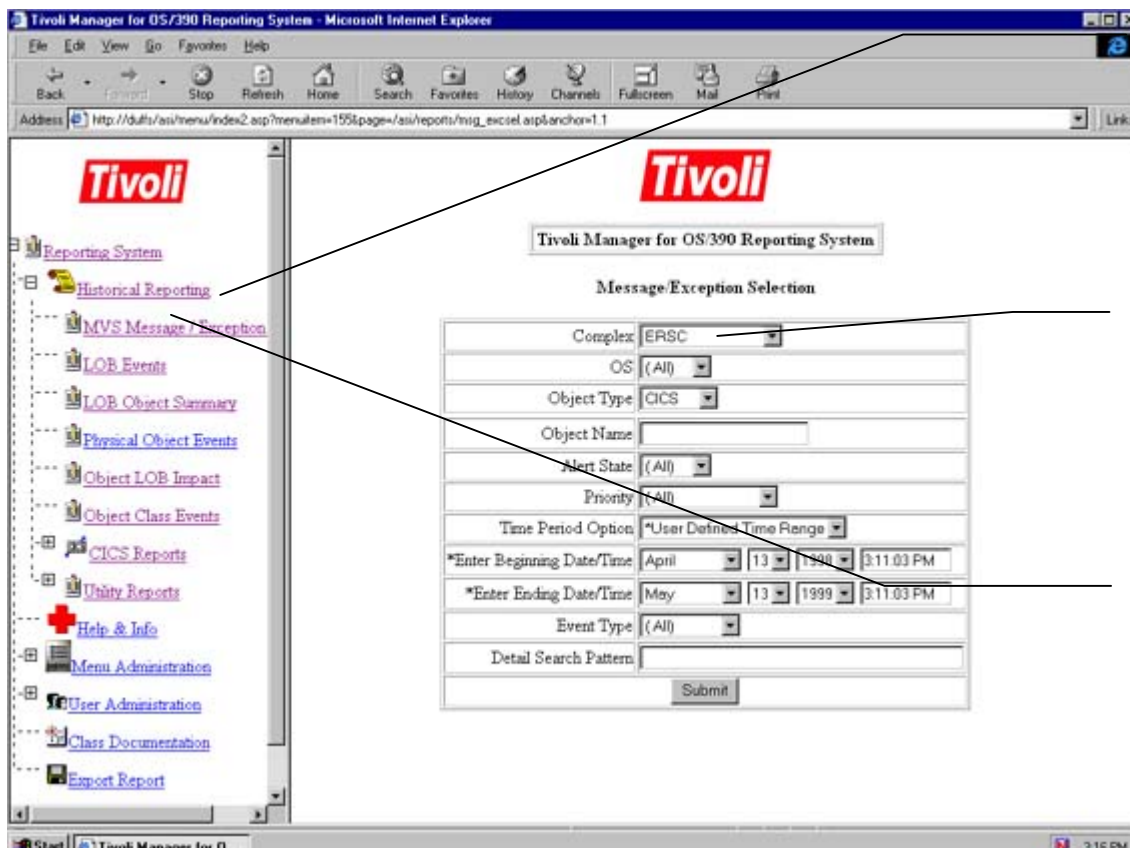 Tivoli Manager for OS/390 Reporting System - Microsoft Internet Explorer
File Edit View Go Favorites Help
Back Forward Stop Refresh Home Search Favorites History Channels Fullscreen Mail Print
Address http://dutfs/asi/menu/index2.asp?menuitem=155&page=/asi/reports/msg_excsel.asp&anchor=1.1 Link
Tivoli
Reporting System
Historical Reporting
MVS Message / Exception
LOB Events
LOB Object Summary
Physical Object Events
Object LOB Impact
Object Class Events
CICS Reports
Utility Reports
Help & Info
Menu Administration
User Administration
Class Documentation
Export Report
Tivoli
Tivoli Manager for OS/390 Reporting System
Message/Exception Selection
Complex ERSC
OS (All)
Object Type CICS
Object Name
Alert State (All)
Priority (All)
Time Period Option *User Defined Time Range
*Enter Beginning Date/Time April 13 1998 3:11:03 PM
*Enter Ending Date/Time May 13 1999 3:11:03 PM
Event Type (All)
Detail Search Pattern
Submit
Start Tivoli Manager for O... 3:15 PM